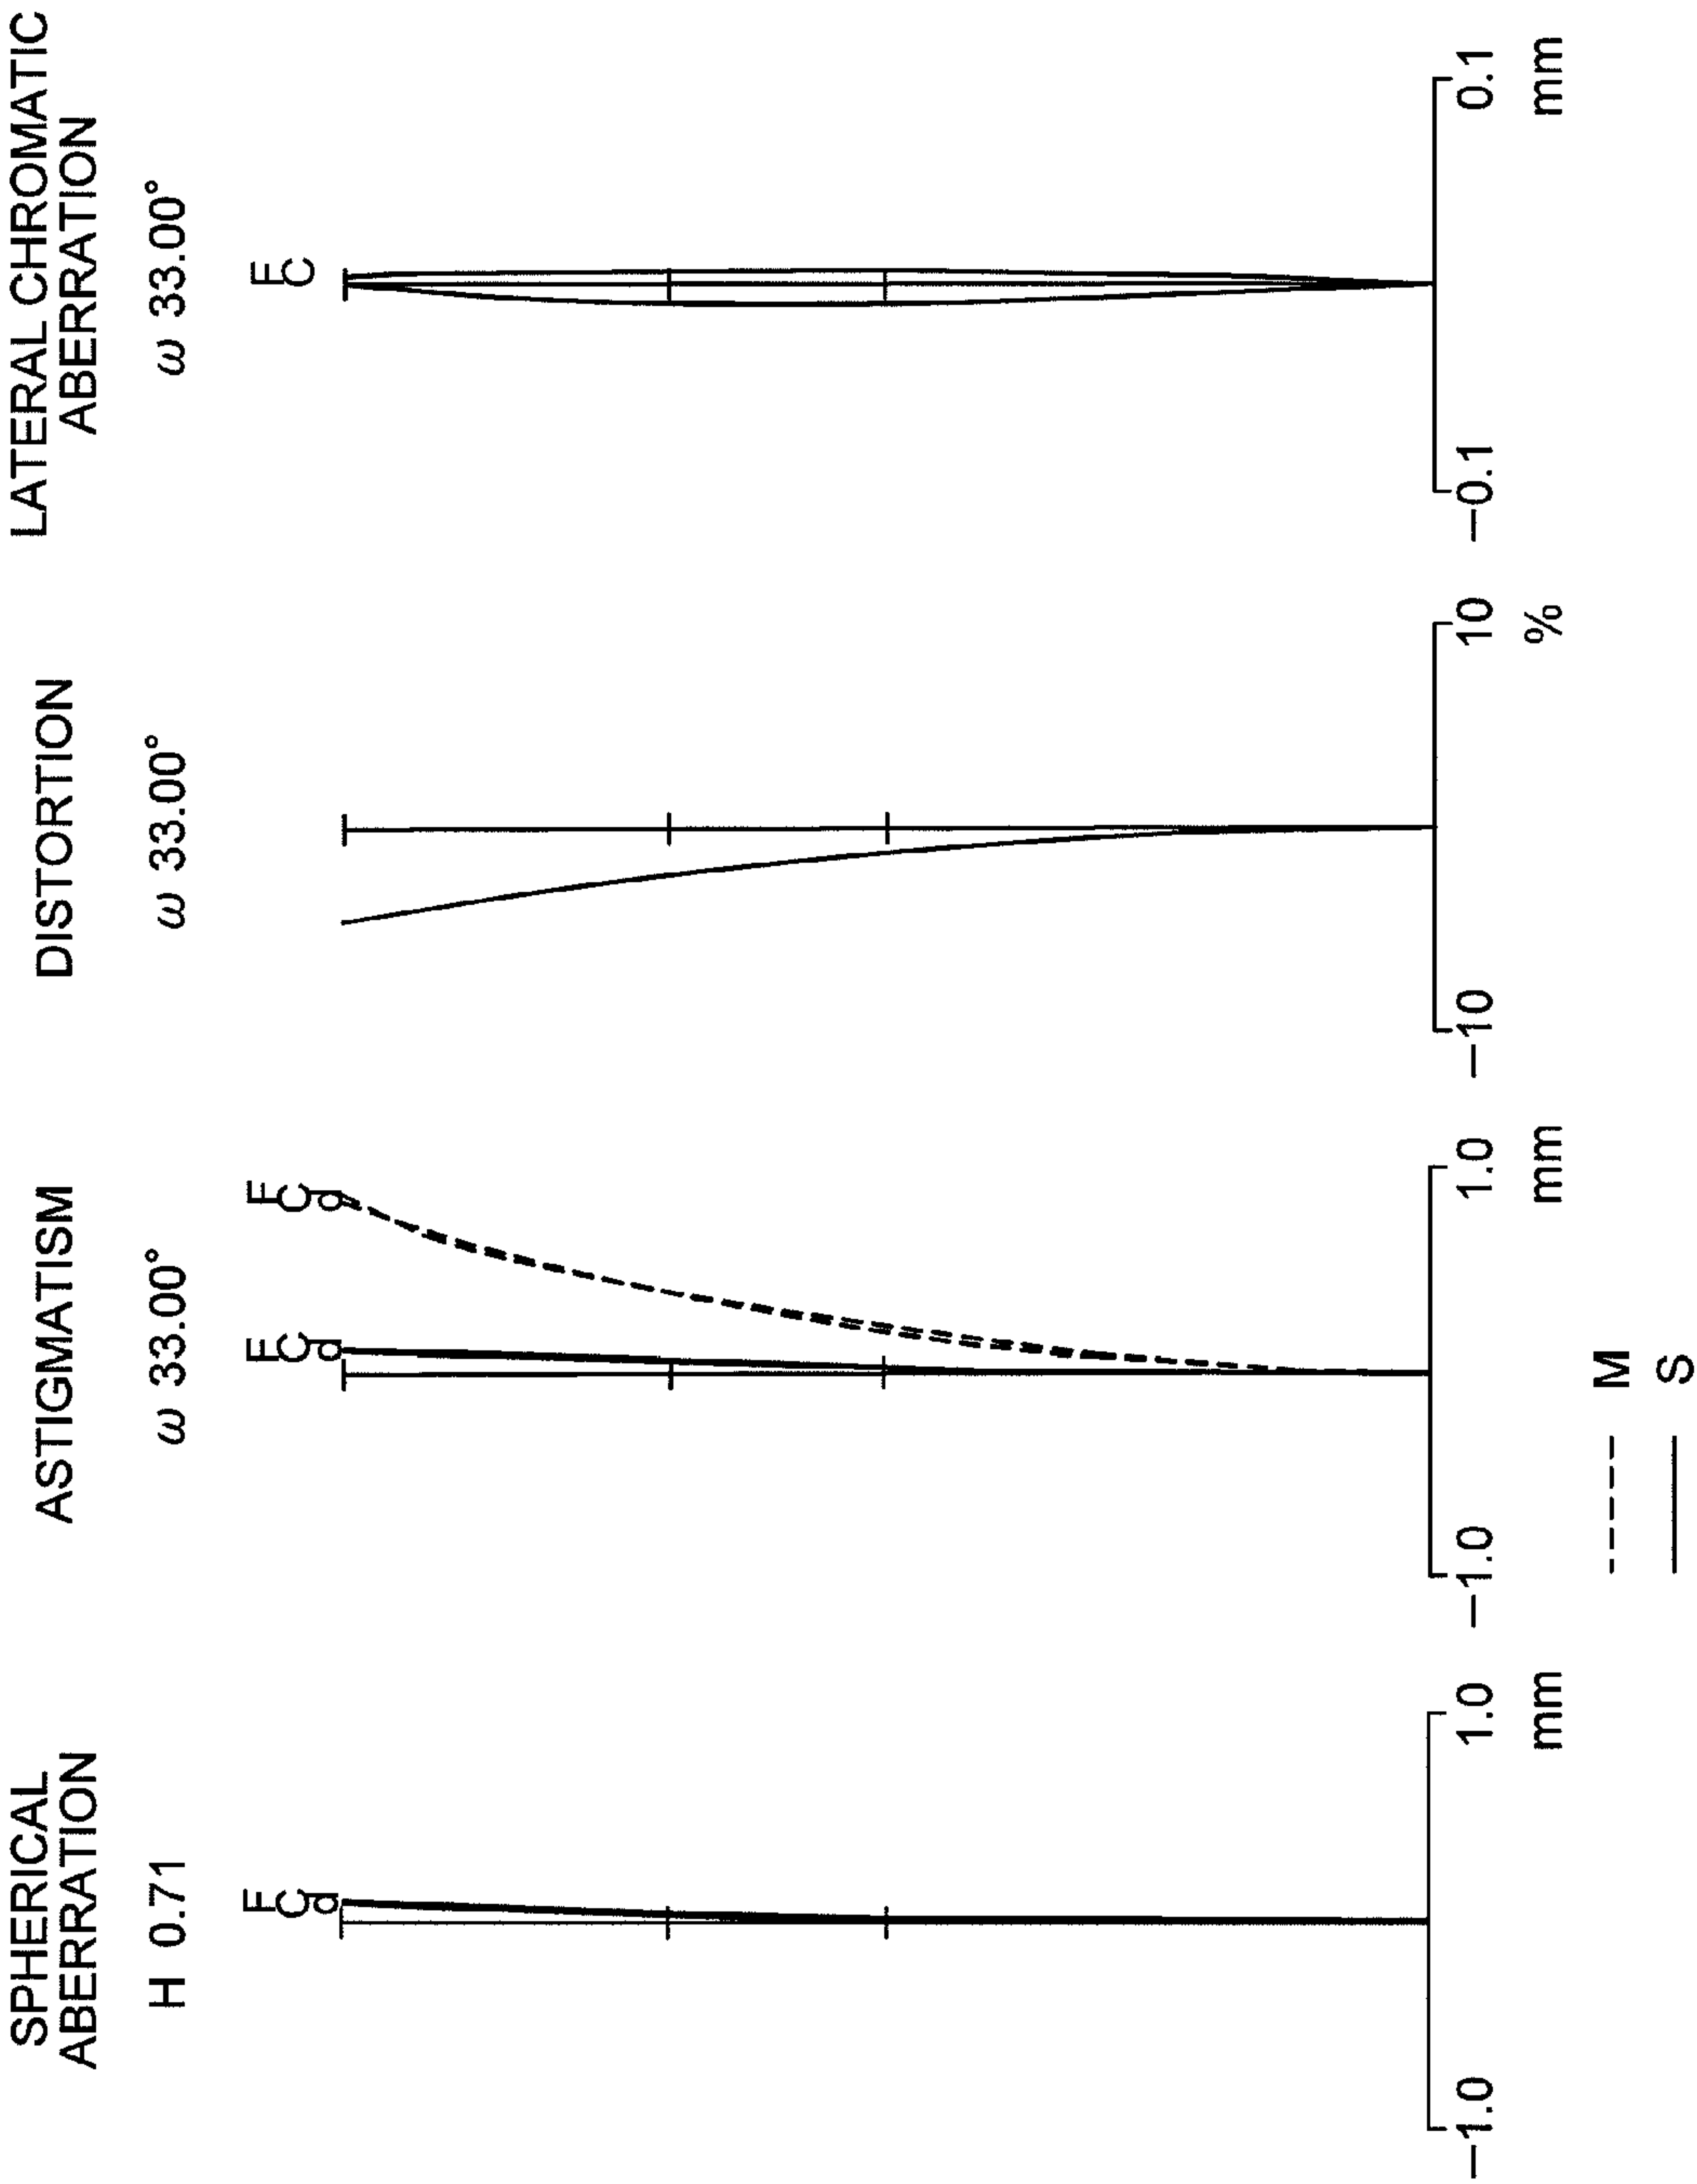 SPHERICAL
ABERRATION
H 0.71
F
C
d
−1.0
1.0
mm
ASTIGMATISM
ω 33.00°
F
C
d
F
C
d
−1.0
1.0
mm
M
S
DISTORTION
ω 33.00°
−10
10
%
LATERAL CHROMATIC
ABERRATION
ω 33.00°
F
C
−0.1
0.1
mm